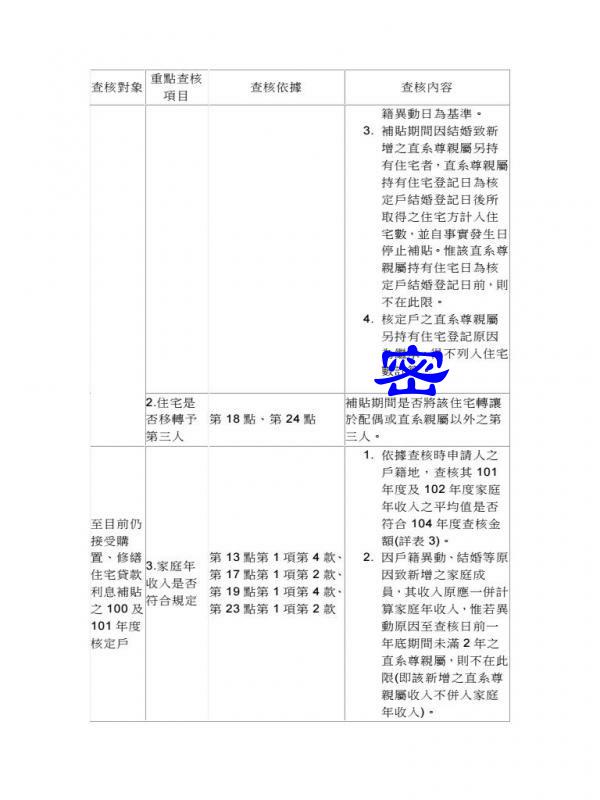 查核對象
重點查核
項目
查核依據
查核內容
籍異動日為基準。
3. 補貼期間因結婚致新
增之直系尊親屬另持
有住宅者，直系尊親屬
持有住宅登記日為核
定戶結婚登記日後所
取得之住宅方計入住
宅數，並自事實發生日
停止補貼。惟該直系尊
親屬持有住宅日為核
定戶結婚登記日前，則
不在此限。
4. 核定戶之直系尊親屬
另持有住宅登記原因
不列入住宅
密
2.住宅是
否移轉予
第三人
第 18 點、第 24 點
補貼期間是否將該住宅轉讓
於配偶或直系親屬以外之第
三人。
至目前仍
接受購
置、修繕
住宅貸款
利息補貼
之 100 及
101 年度
核定戶
3.家庭年
收入是否
符合規定
第 13 點第 1 項第 4 款、
第 17 點第 1 項第 2 款、
第 19 點第 1 項第 4 款、
第 23 點第 1 項第 2 款
1. 依據查核時申請人之
戶籍地，查核其 101
年度及 102 年度家庭
年收入之平均值是否
符合 104 年度查核金
額(詳表 3)。
2. 因戶籍異動、結婚等原
因致新增之家庭成
員，其收入原應一併計
算家庭年收入，惟若異
動原因至查核日前一
年底期間未滿 2 年之
直系尊親屬，則不在此
限(即該新增之直系尊
親屬收入不併入家庭
年收入)。